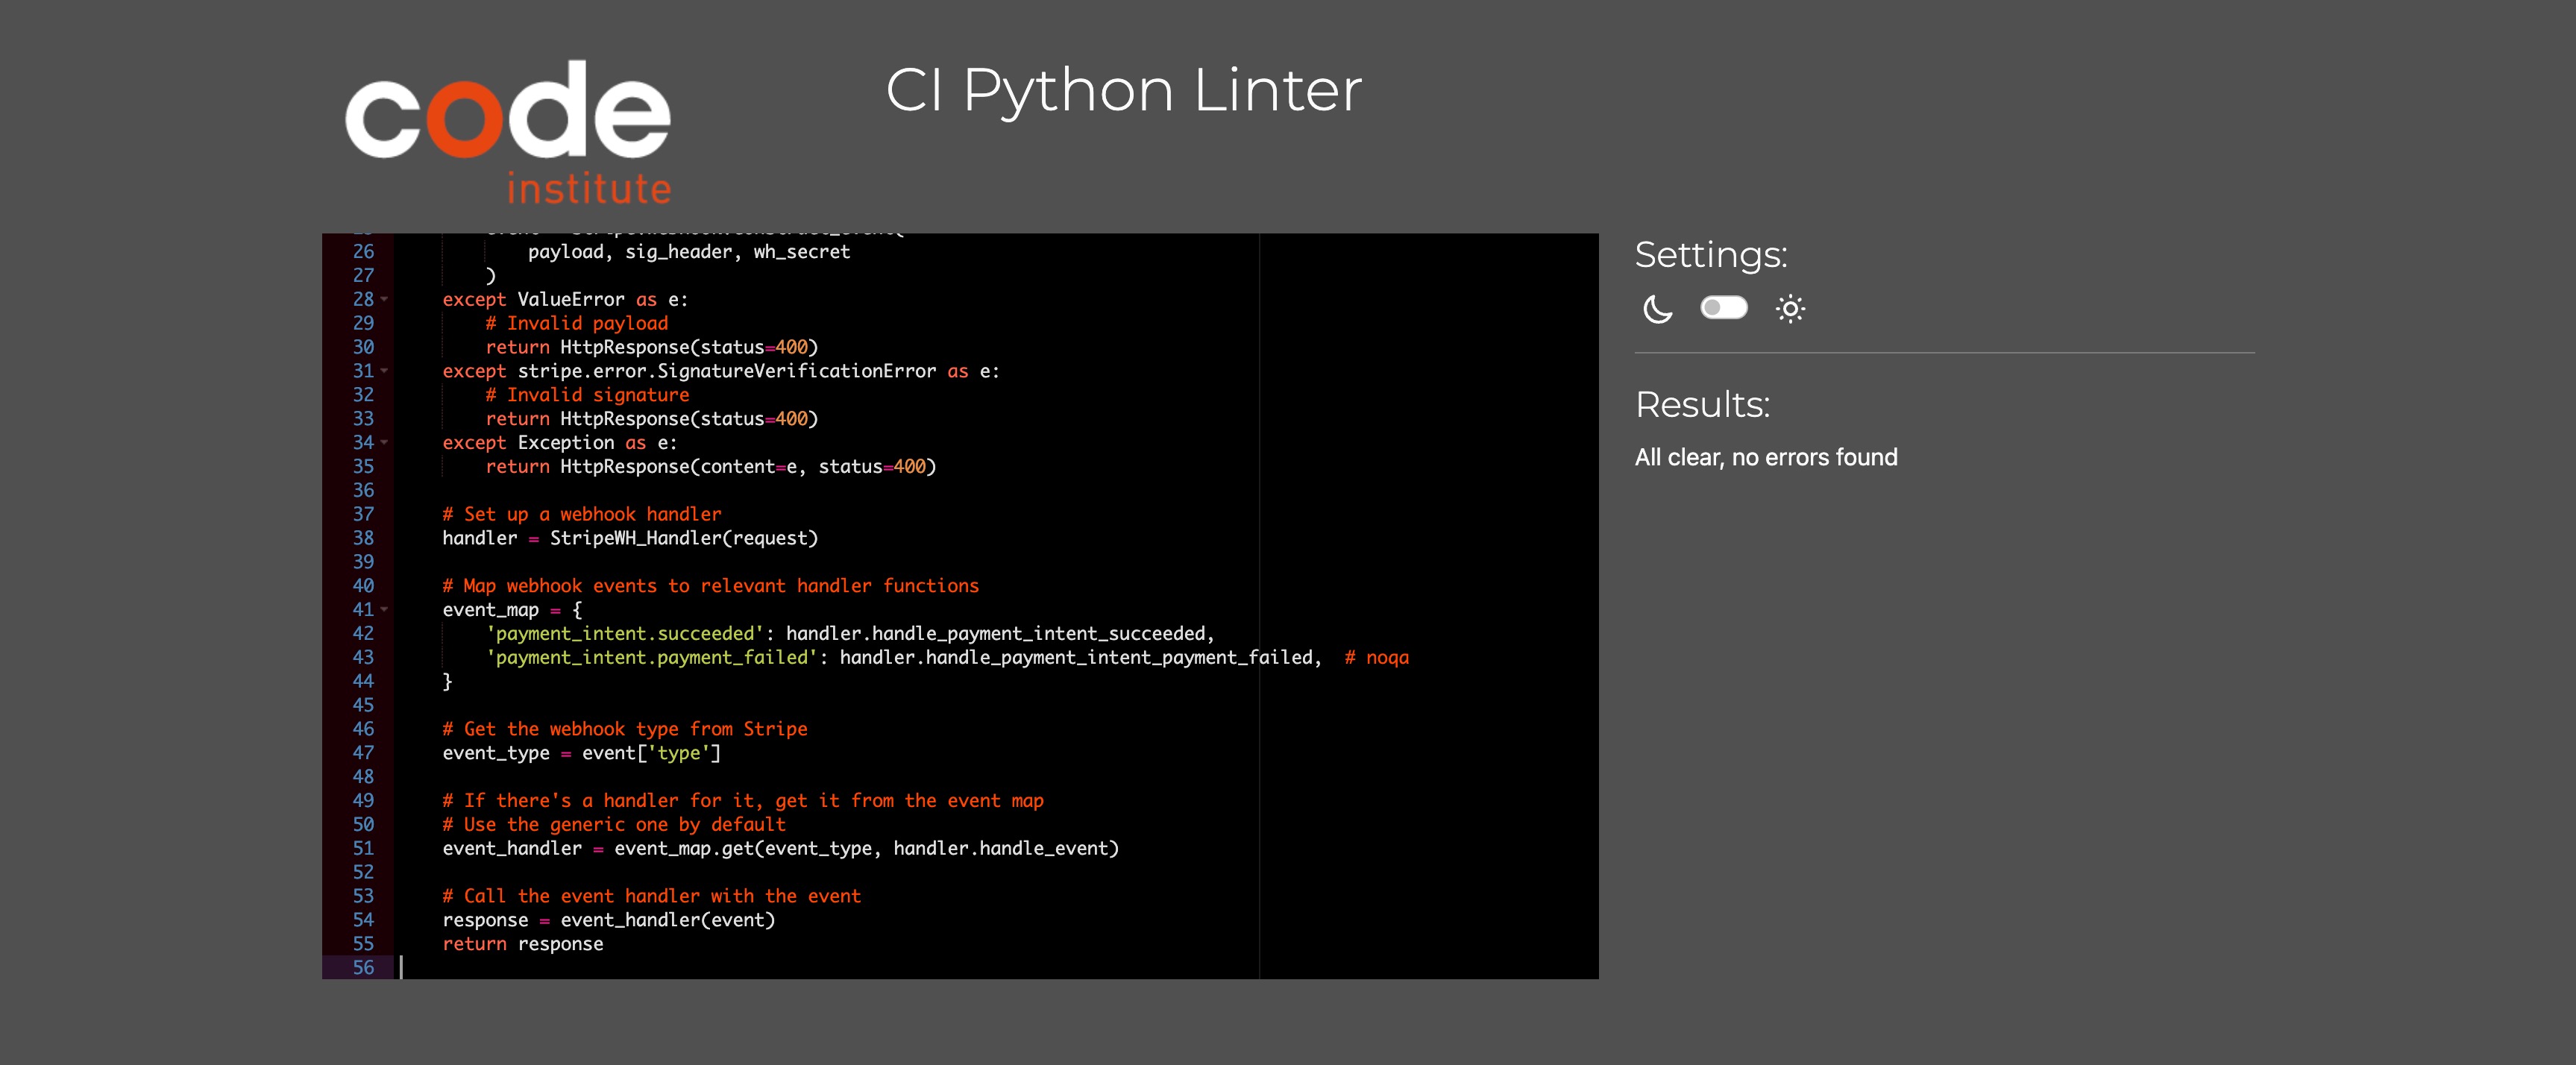 code
institute
CI Python Linter
26 payload, sig_header, wh_secret
27 )
28 except ValueError as e:
29 # Invalid payload
30 return HttpResponse(status=400)
31 except stripe.error.SignatureVerificationError as e:
32 # Invalid signature
33 return HttpResponse(status=400)
34 except Exception as e:
35 return HttpResponse(content=e, status=400)
36
37 # Set up a webhook handler
38 handler = StripeWH_Handler(request)
39
40 # Map webhook events to relevant handler functions
41 event_map = {
42 'payment_intent.succeeded': handler.handle_payment_intent_succeeded,
43 'payment_intent.payment_failed': handler.handle_payment_intent_payment_failed,  # noqa
44 }
45
46 # Get the webhook type from Stripe
47 event_type = event['type']
48
49 # If there's a handler for it, get it from the event map
50 # Use the generic one by default
51 event_handler = event_map.get(event_type, handler.handle_event)
52
53 # Call the event handler with the event
54 response = event_handler(event)
55 return response
56
Settings:
Results:
All clear, no errors found